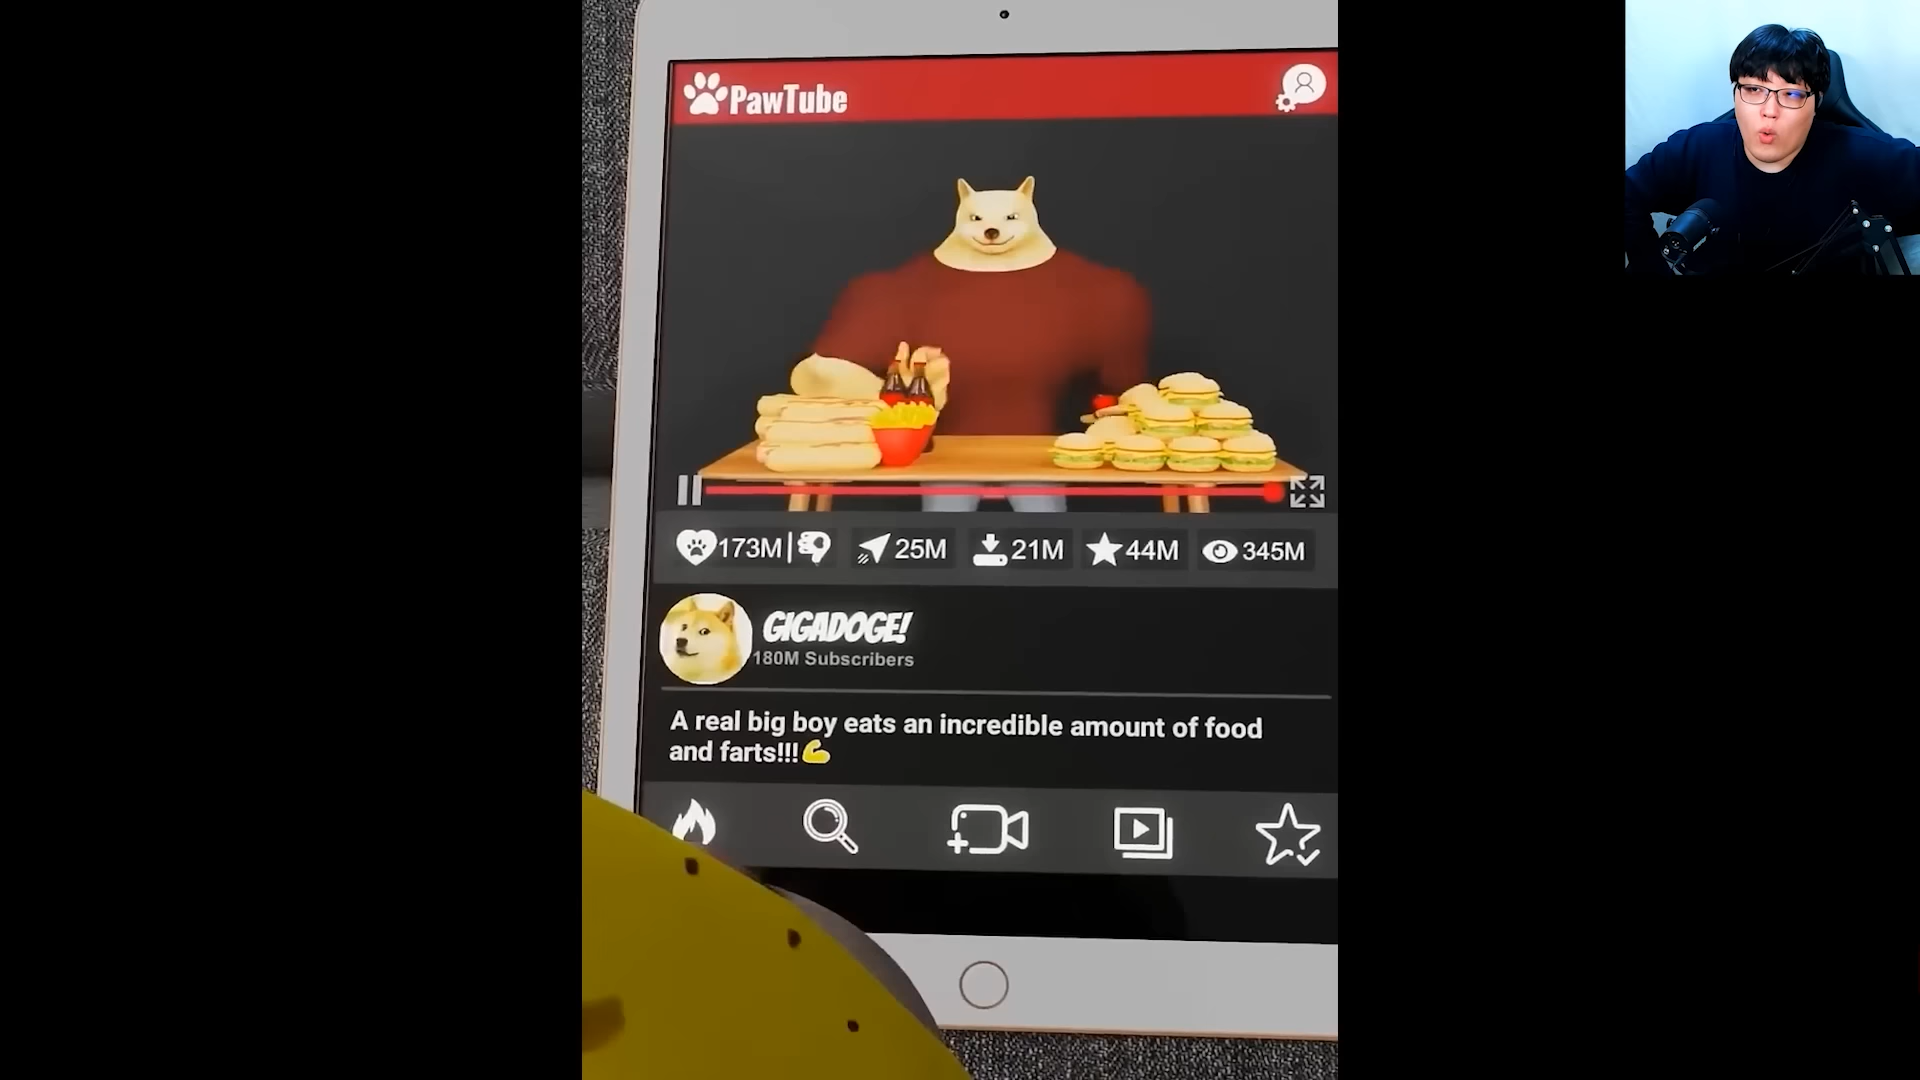 PawTube
173M
25M
21M
44M
345M
GIGADOGE!
180M Subscribers
A real big boy eats an incredible amount of food
and farts!!!💪